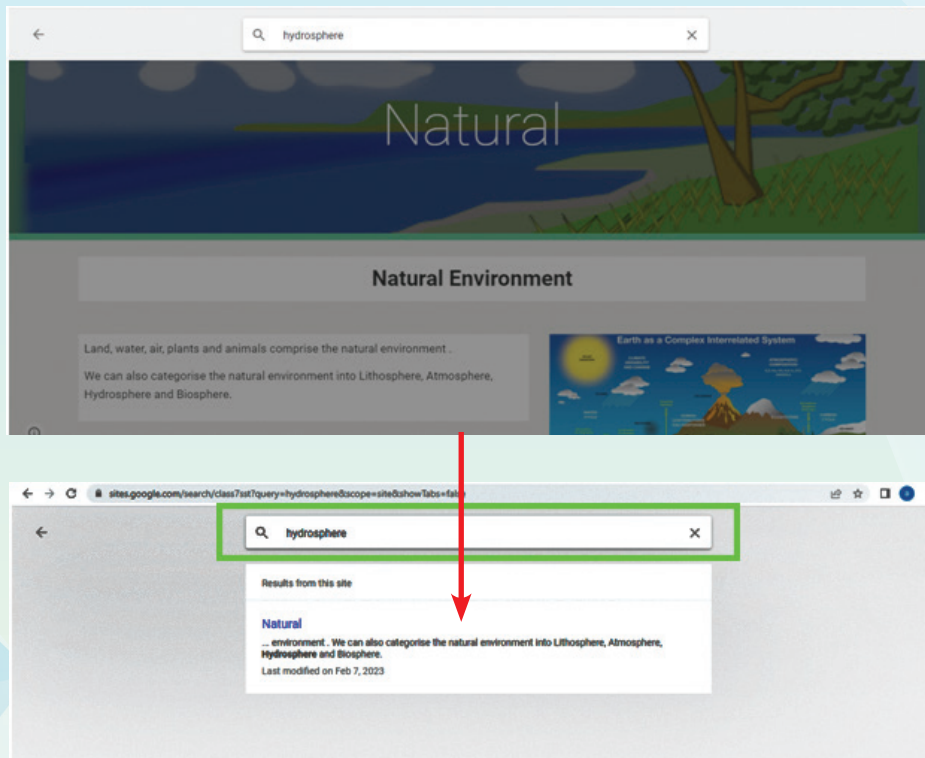 hydrosphere
Natural
Natural Environment
Land, water, air, plants and animals comprise the natural environment .
We can also categorise the natural environment into Lithosphere, Atmosphere,
Hydrosphere and Biosphere.
Earth as a Complex Interrelated System
sites.google.com/search/class7sst?query=hydrosphere&scope=site&showTabs=false
hydrosphere
Results from this site
Natural
... environment . We can also categorise the natural environment into Lithosphere, Atmosphere,
Hydrosphere and Biosphere.
Last modified on Feb 7, 2023